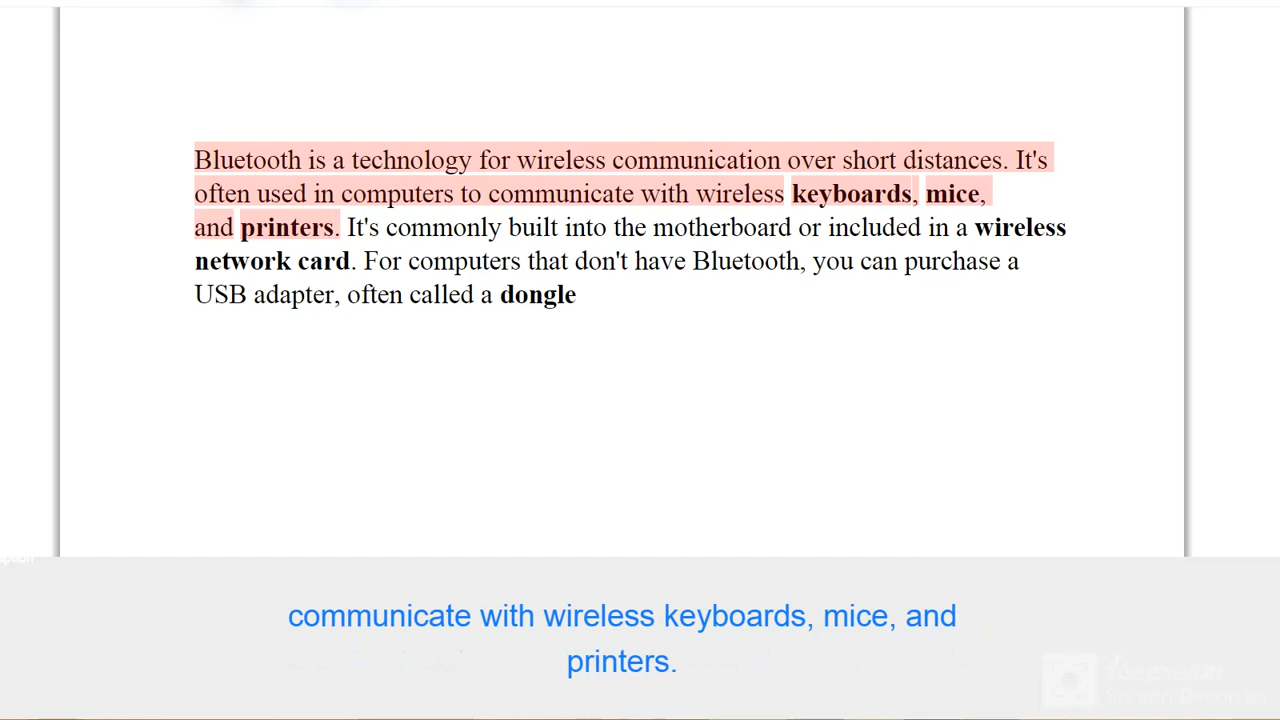 Bluetooth is a technology for wireless communication over short distances. It's
often used in computers to communicate with wireless keyboards, mice,
and printers. It's commonly built into the motherboard or included in a wireless
network card. For computers that don't have Bluetooth, you can purchase a
USB adapter, often called a dongle
communicate with wireless keyboards, mice, and
printers.